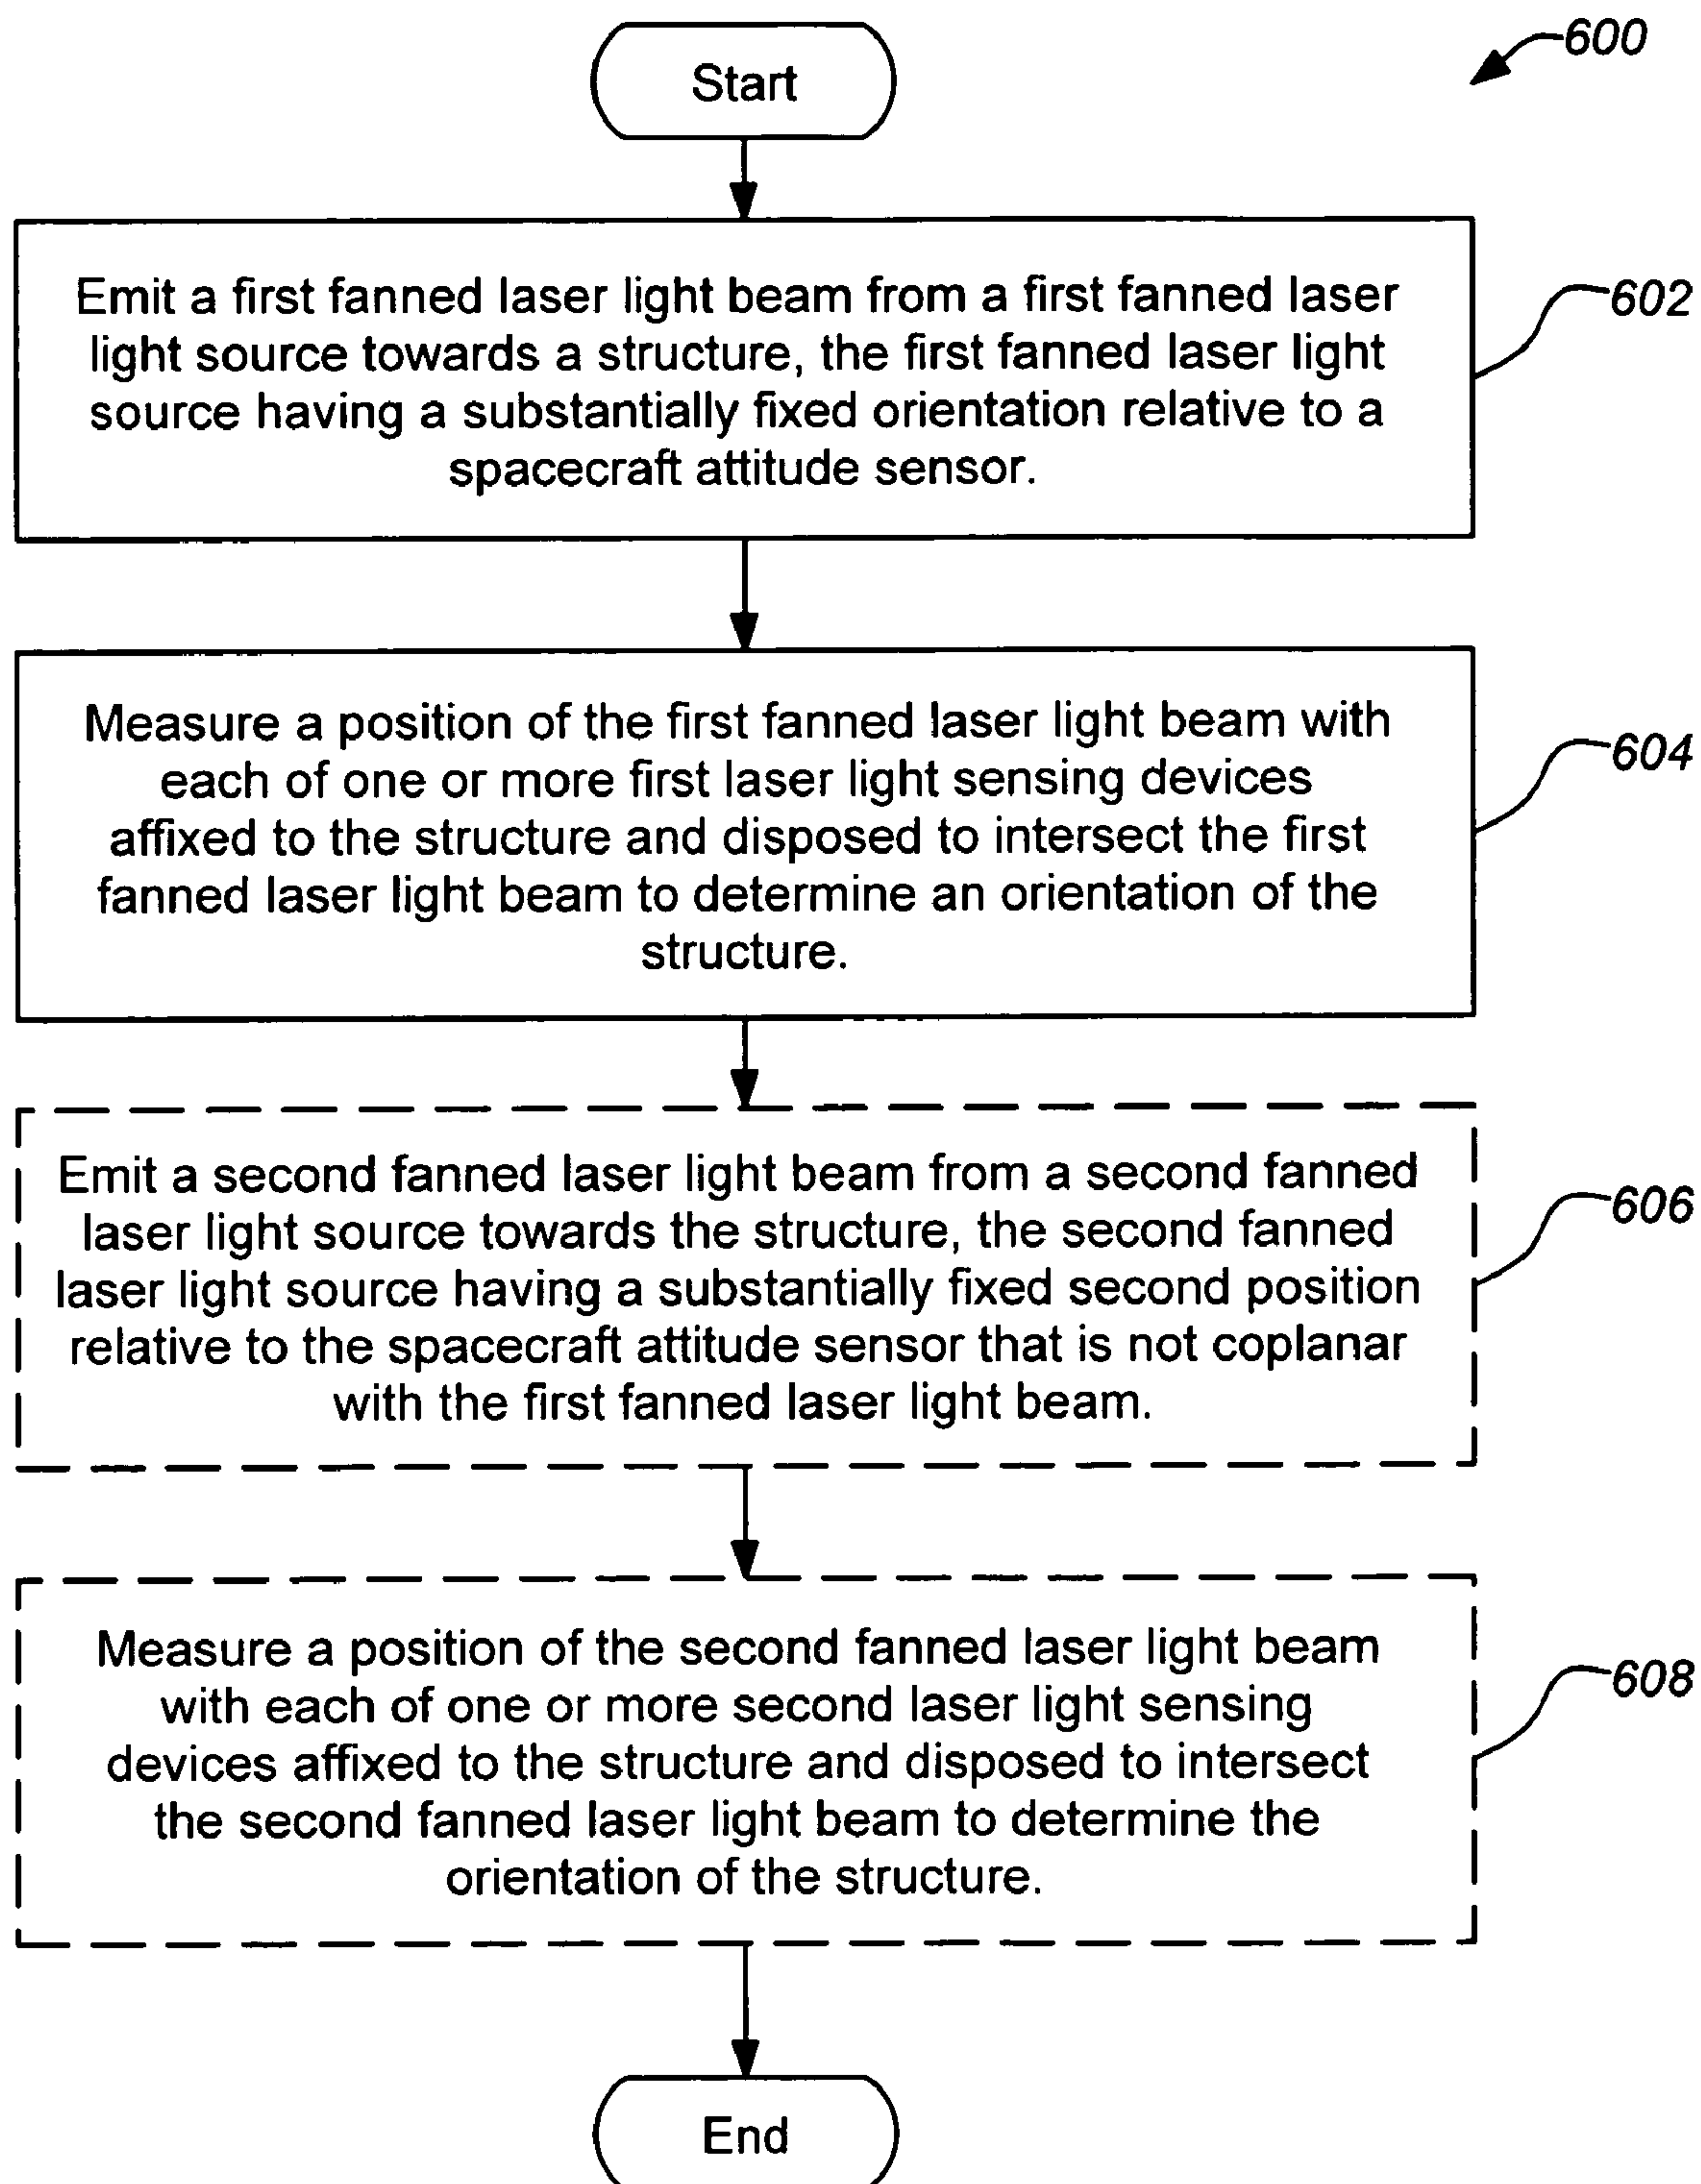 600
Start
Emit a first fanned laser light beam from a first fanned laser
light source towards a structure, the first fanned laser light
source having a substantially fixed orientation relative to a
spacecraft attitude sensor.
602
Measure a position of the first fanned laser light beam with
each of one or more first laser light sensing devices
affixed to the structure and disposed to intersect the first
fanned laser light beam to determine an orientation of the
structure.
604
Emit a second fanned laser light beam from a second fanned
laser light source towards the structure, the second fanned
laser light source having a substantially fixed second position
relative to the spacecraft attitude sensor that is not coplanar
with the first fanned laser light beam.
606
Measure a position of the second fanned laser light beam
with each of one or more second laser light sensing
devices affixed to the structure and disposed to intersect
the second fanned laser light beam to determine the
orientation of the structure.
608
End